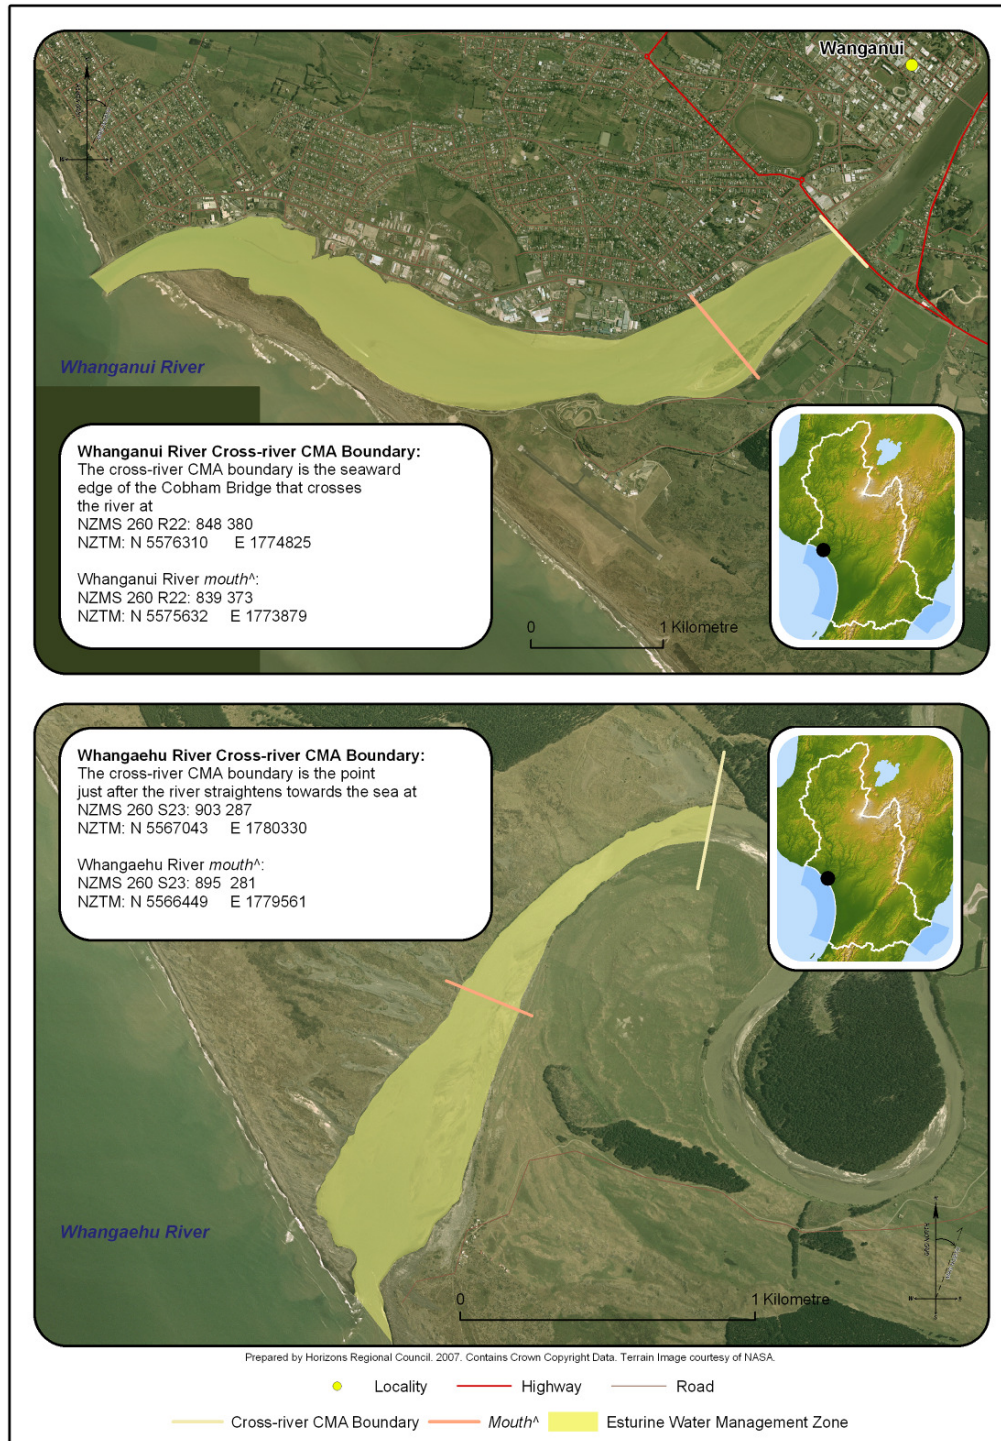 Wanganui
Whanganui River
Whanganui River Cross-river CMA Boundary:
The cross-river CMA boundary is the seaward
edge of the Cobham Bridge that crosses
the river at
NZMS 260 R22: 848 380
NZTM: N 5576310 E 1774825
Whanganui River mouth^:
NZMS 260 R22: 839 373
NZTM: N 5575632 E 1773879
0 1 Kilometre
Whangaehu River Cross-river CMA Boundary:
The cross-river CMA boundary is the point
just after the river straightens towards the sea at
NZMS 260 S23: 903 287
NZTM: N 5567043 E 1780330
Whangaehu River mouth^:
NZMS 260 S23: 895 281
NZTM: N 5566449 E 1779561
Whangaehu River
0 1 Kilometre
Prepared by Horizons Regional Council. 2007. Contains Crown Copyright Data. Terrain Image courtesy of NASA.
Locality Highway Road
Cross-river CMA Boundary Mouth^ Esturine Water Management Zone